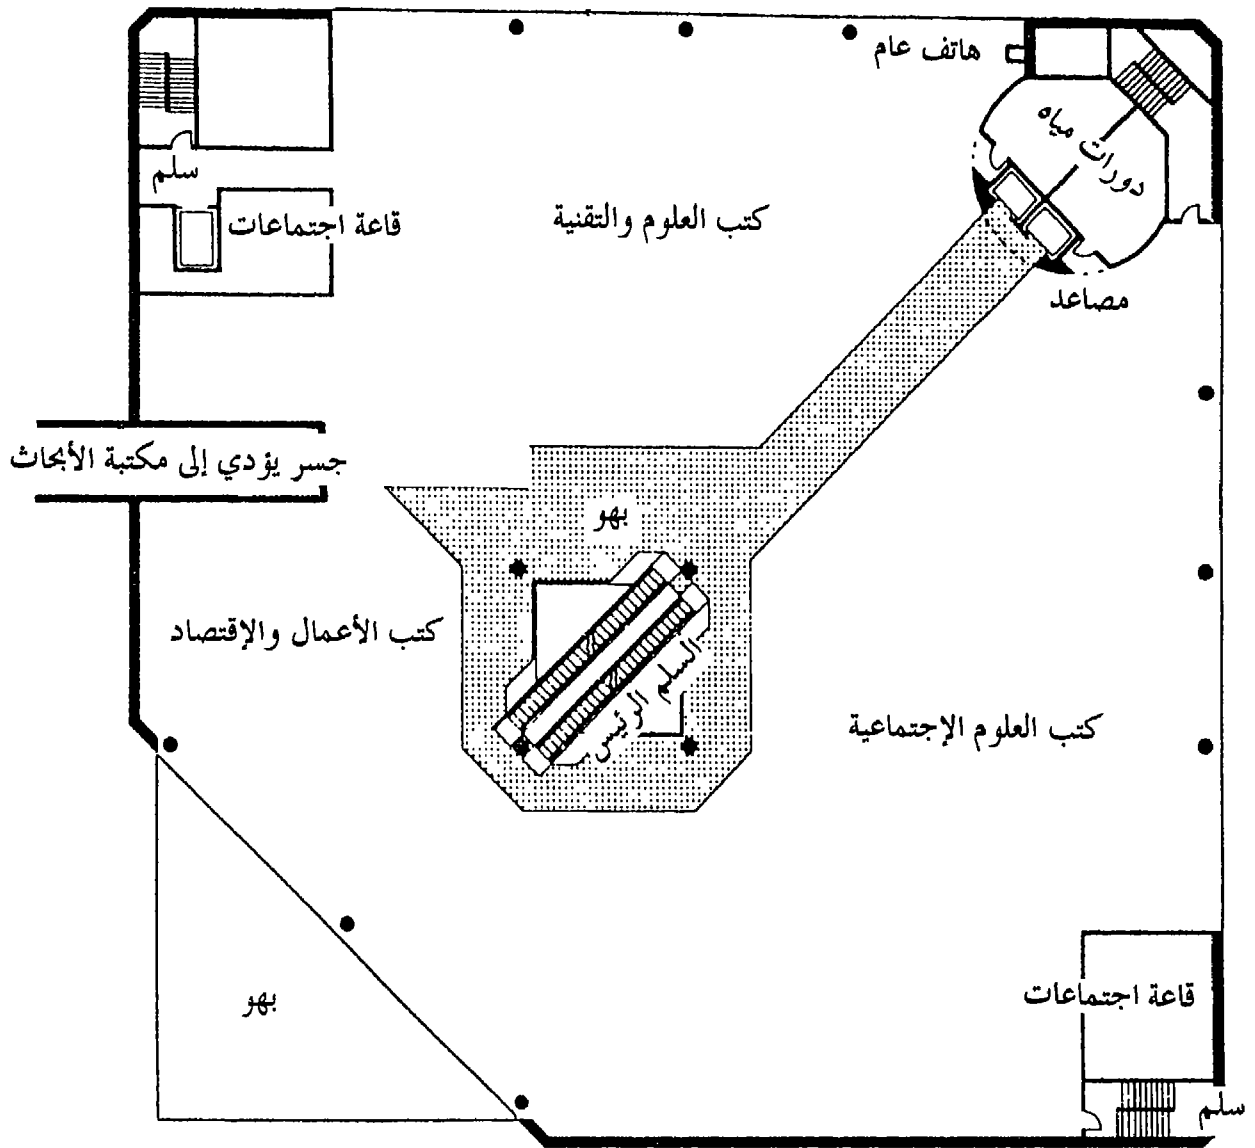 هاتف عام
دورات مياه
سلم
قاعة اجتماعات
كتب العلوم والتقنية
مصاعد
جسر يؤدي إلى مكتبة الأبحاث
بهو
كتب الأعمال والإقتصاد
السلم الرئيس
كتب العلوم الإجتماعية
قاعة اجتماعات
بهو
سلم